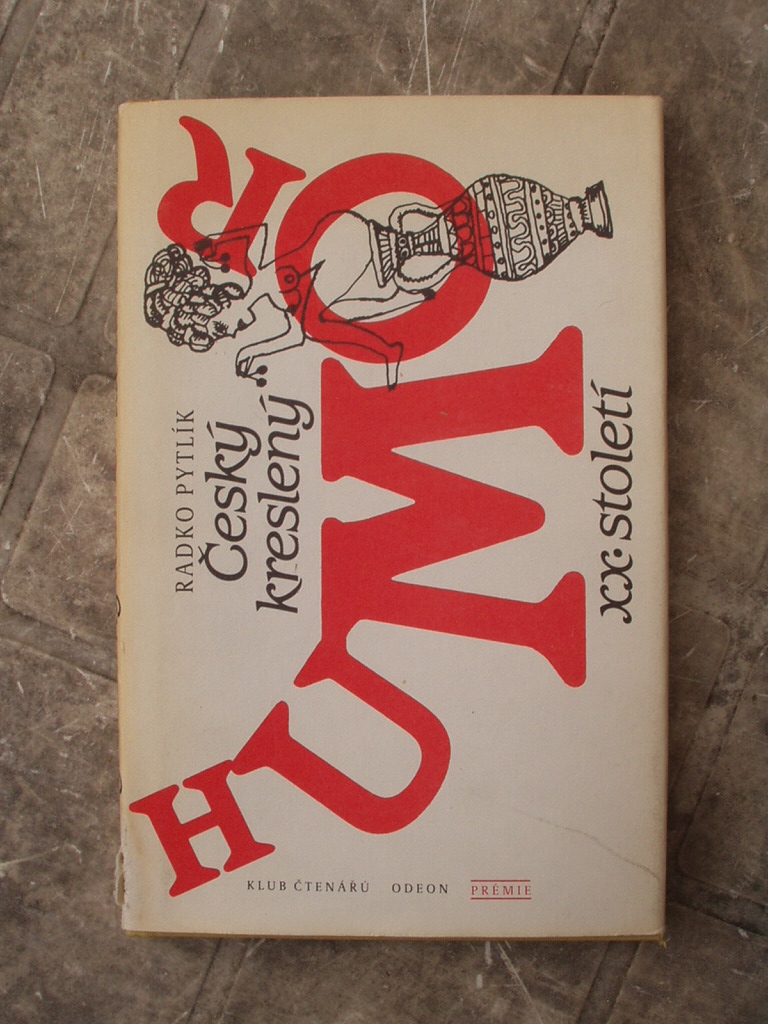 RADKO PYTLÍK
Český
kreslený
HUMOR
XX. století
KLUB ČTENÁŘŮ ODEON PRÉMIE